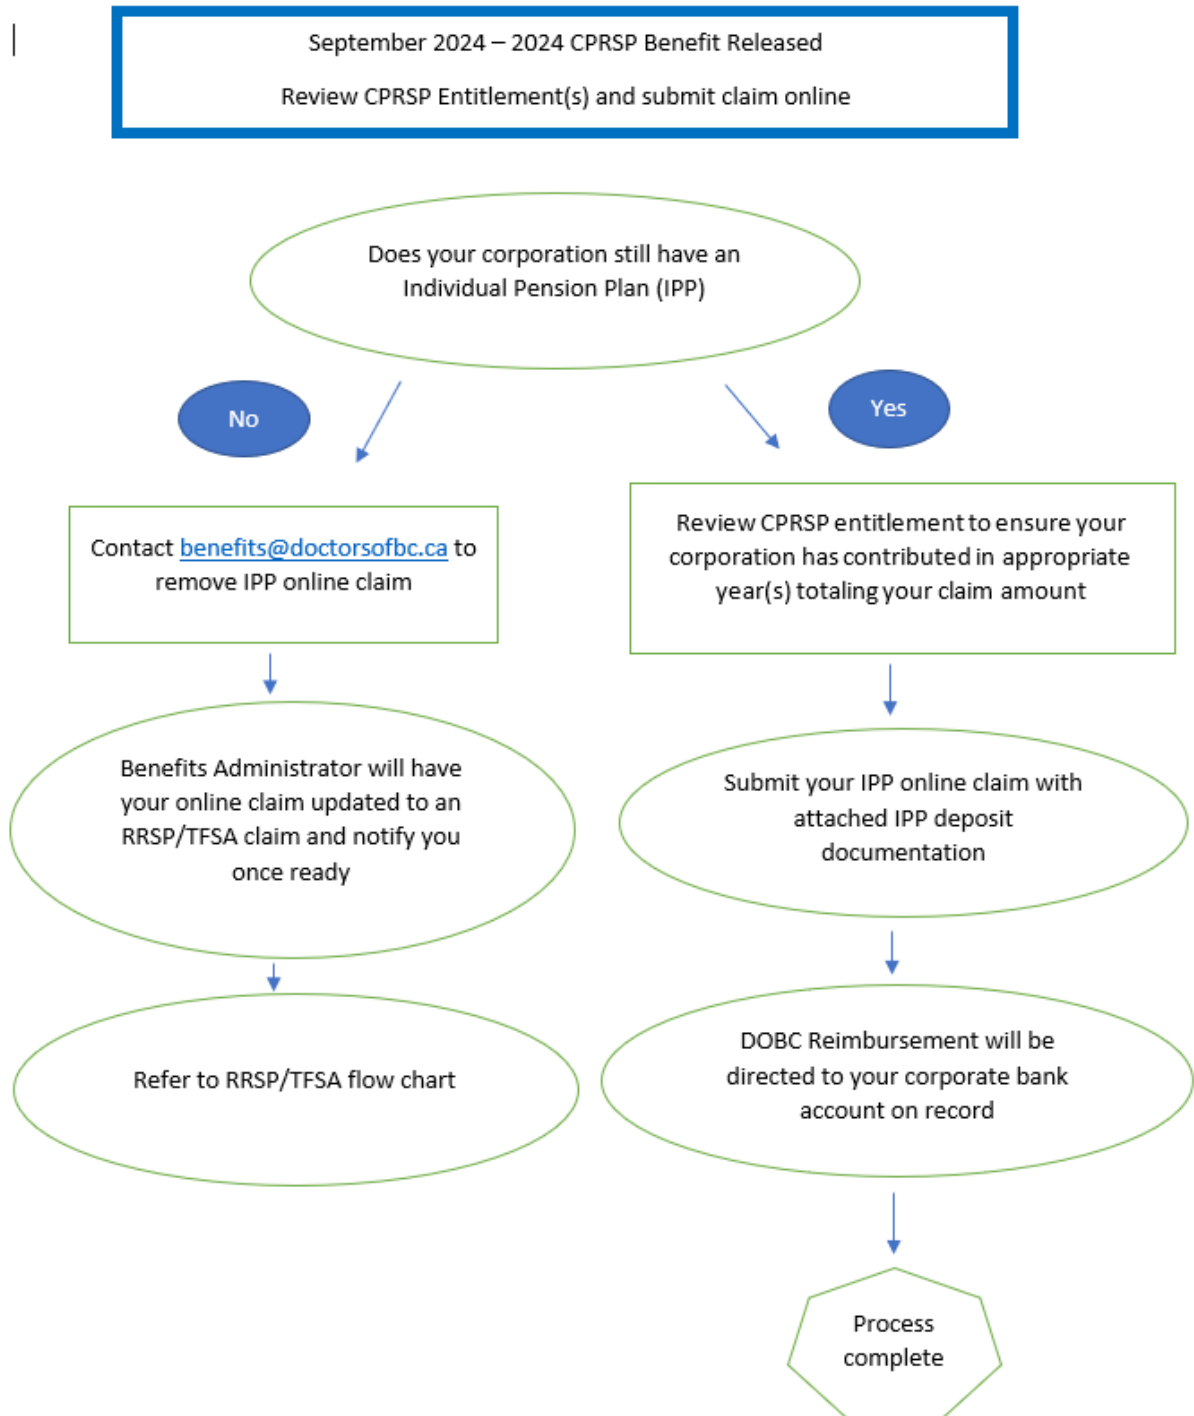 September 2024 – 2024 CPRSP Benefit Released
Review CPRSP Entitlement(s) and submit claim online
Does your corporation still have an
Individual Pension Plan (IPP)
No
Yes
Contact benefits@doctorsofbc.ca to
remove IPP online claim
Review CPRSP entitlement to ensure your
corporation has contributed in appropriate
year(s) totaling your claim amount
Benefits Administrator will have
your online claim updated to an
RRSP/TFSA claim and notify you
once ready
Submit your IPP online claim with
attached IPP deposit
documentation
Refer to RRSP/TFSA flow chart
DOBC Reimbursement will be
directed to your corporate bank
account on record
Process
complete